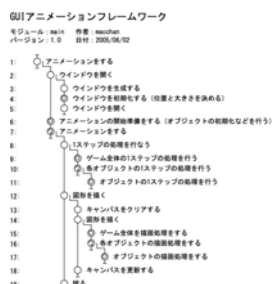 GUIアニメーションフレームワーク
モジュール：main　作者：macchan
バージョン：1.0　日付：2005/06/02
1: アニメーションをする
2: ウインドウを開く
3: ウインドウを生成する
4: ウインドウを初期化する（位置と大きさを決める）
5: ウインドウを開く
6: アニメーションの開始準備をする（オブジェクトの初期化などを行う）
7: アニメーションをする
8: 1ステップの処理を行なう
9: ゲーム全体の1ステップの処理を行う
10: 各オブジェクトの1ステップの処理を行う
11: オブジェクトの1ステップの処理を行う
12: 図形を描く
13: キャンバスをクリアする
14: 図形を描く
15: ゲーム全体を描画処理をする
16: 各オブジェクトの描画処理をする
17: オブジェクトの描画処理をする
18: キャンバスを更新する